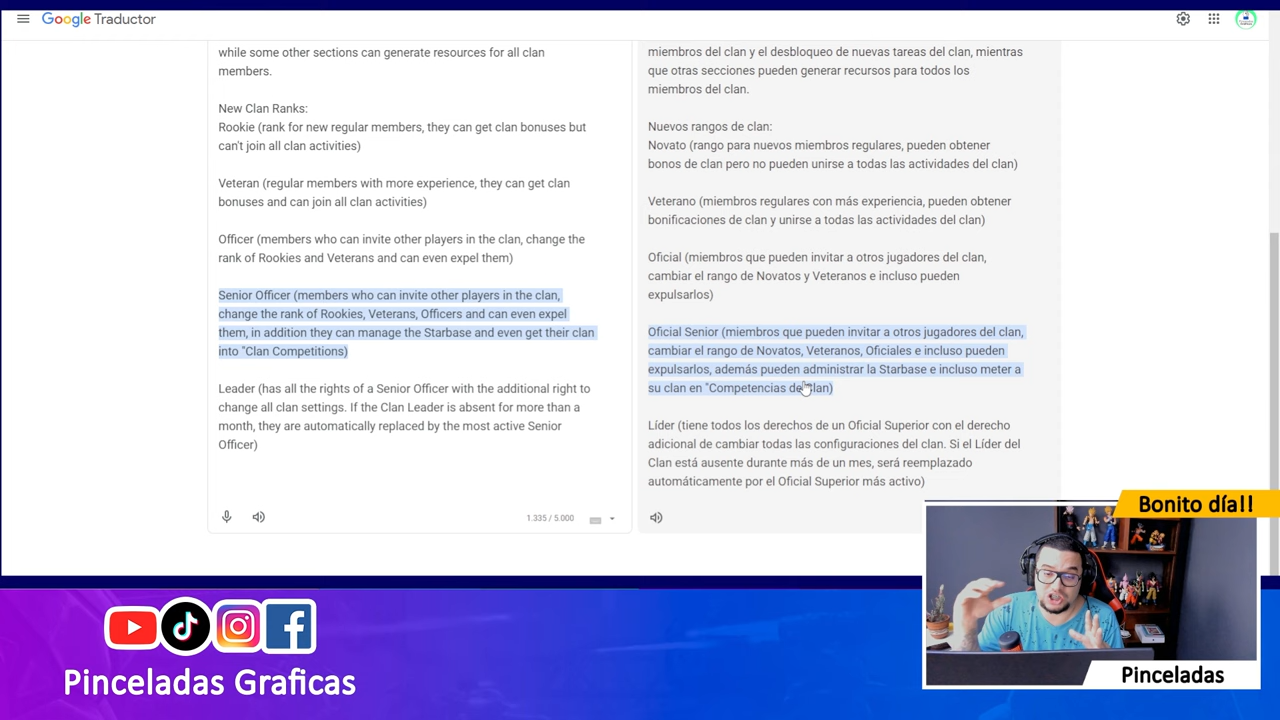 Google Traductor
while some other sections can generate resources for all clan
members.
New Clan Ranks:
Rookie (rank for new regular members, they can get clan bonuses but
can't join all clan activities)
Veteran (regular members with more experience, they can get clan
bonuses and can join all clan activities)
Officer (members who can invite other players in the clan, change the
rank of Rookies and Veterans and can even expel them)
Senior Officer (members who can invite other players in the clan,
change the rank of Rookies, Veterans, Officers and can even expel
them, in addition they can manage the Starbase and even get their clan
into "Clan Competitions)
Leader (has all the rights of a Senior Officer with the additional right to
change all clan settings. If the Clan Leader is absent for more than a
month, they are automatically replaced by the most active Senior
Officer)
1.335 / 5.000
miembros del clan y el desbloqueo de nuevas tareas del clan, mientras
que otras secciones pueden generar recursos para todos los
miembros del clan.
Nuevos rangos de clan:
Novato (rango para nuevos miembros regulares, pueden obtener
bonos de clan pero no pueden unirse a todas las actividades del clan)
Veterano (miembros regulares con más experiencia, pueden obtener
bonificaciones de clan y unirse a todas las actividades del clan)
Oficial (miembros que pueden invitar a otros jugadores del clan,
cambiar el rango de Novatos y Veteranos e incluso pueden
expulsarlos)
Oficial Senior (miembros que pueden invitar a otros jugadores del clan,
cambiar el rango de Novatos, Veteranos, Oficiales e incluso pueden
expulsarlos, además pueden administrar la Starbase e incluso meter a
su clan en "Competencias de clan)
Líder (tiene todos los derechos de un Oficial Superior con el derecho
adicional de cambiar todas las configuraciones del clan. Si el Líder del
Clan está ausente durante más de un mes, será reemplazado
automáticamente por el Oficial Superior más activo)
Bonito día!!
Pinceladas
Pinceladas Graficas